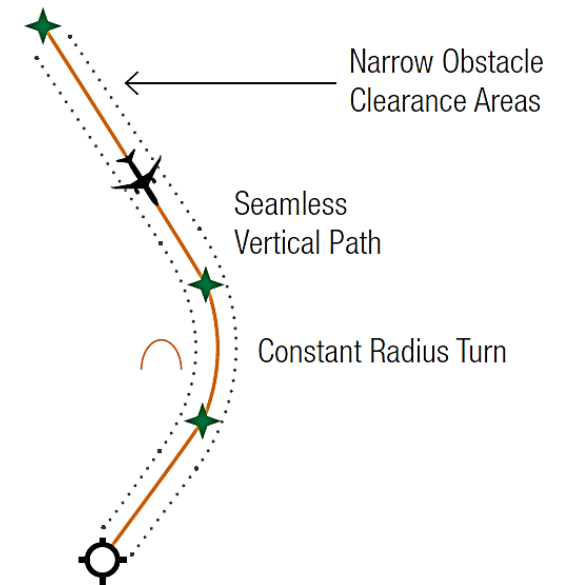 Narrow Obstacle
Clearance Areas
Seamless
Vertical Path
Constant Radius Turn